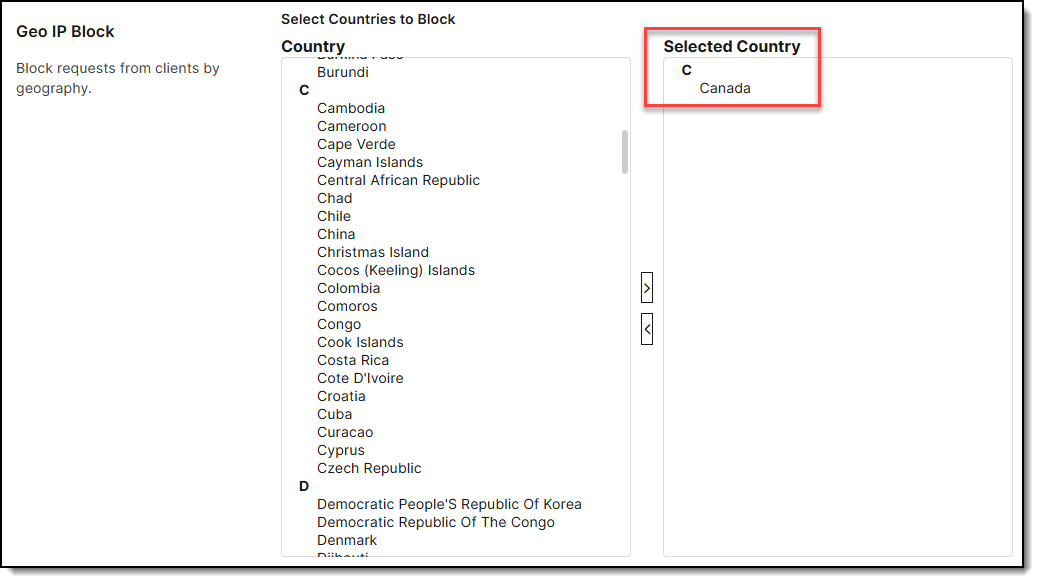 Geo IP Block
Block requests from clients by
geography.
Select Countries to Block
Country
Burkina Faso
Burundi
C
Cambodia
Cameroon
Cape Verde
Cayman Islands
Central African Republic
Chad
Chile
China
Christmas Island
Cocos (Keeling) Islands
Colombia
Comoros
Congo
Cook Islands
Costa Rica
Cote D'Ivoire
Croatia
Cuba
Curacao
Cyprus
Czech Republic
D
Democratic People'S Republic Of Korea
Democratic Republic Of The Congo
Denmark
Djibouti
>
<
Selected Country
C
Canada